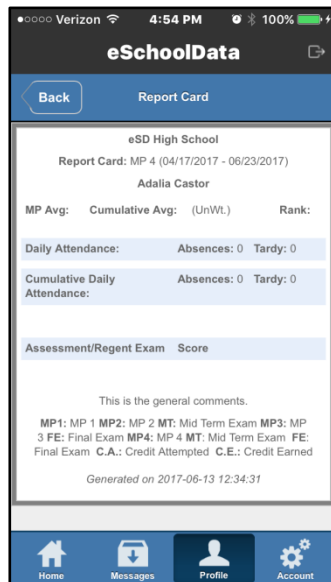 ●○○○○ Verizon 4:54 PM 100%
eSchoolData
Back Report Card
eSD High School
Report Card: MP 4 (04/17/2017 - 06/23/2017)
Adalia Castor
MP Avg: Cumulative Avg: (UnWt.) Rank:
Daily Attendance: Absences: 0 Tardy: 0
Cumulative Daily Absences: 0 Tardy: 0
Attendance:
Assessment/Regent Exam Score
This is the general comments.
MP1: MP 1 MP2: MP 2 MT: Mid Term Exam MP3: MP
3 FE: Final Exam MP4: MP 4 MT: Mid Term Exam FE:
Final Exam C.A.: Credit Attempted C.E.: Credit Earned
Generated on 2017-06-13 12:34:31
Home Messages Profile Account